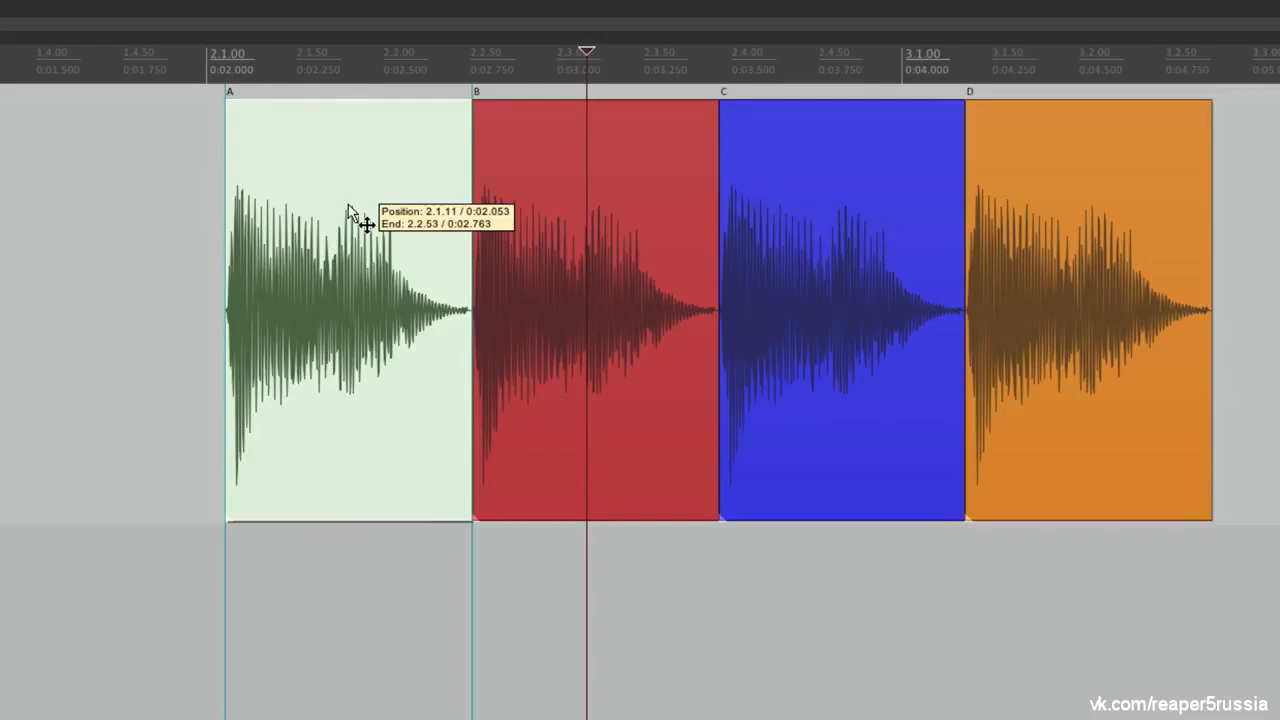 1.4.00 1.4.50 2.1.00 2.1.50 2.2.00 2.2.50 2.3.50 2.4.00 2.4.50 3.1.00 3.1.50 3.2.00 3.2.50
0:01.500 0:01.750 0:02.000 0:02.250 0:02.500 0:02.750 0:03.000 0:03.250 0:03.500 0:03.750 0:04.000 0:04.250 0:04.500 0:04.750
A B C D
Position: 2.1.11 / 0:02.053
End: 2.2.53 / 0:02.763
vk.com/reaper5russia